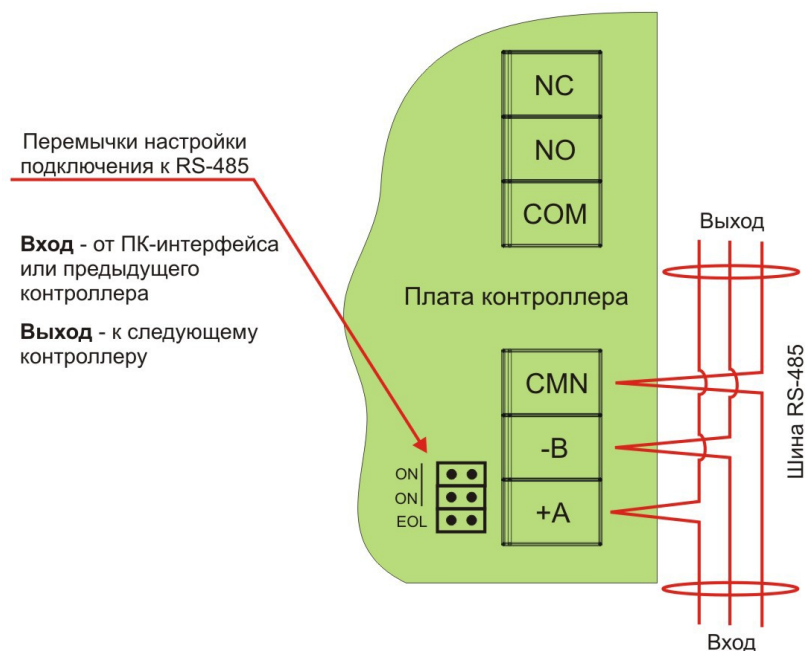 NC
NO
COM
Перемычки настройки
подключения к RS-485
Вход - от ПК-интерфейса
или предыдущего
контроллера
Выход - к следующему
контроллеру
Плата контроллера
Выход
CMN
-B
+A
ON
ON
EOL
Шина RS-485
Вход